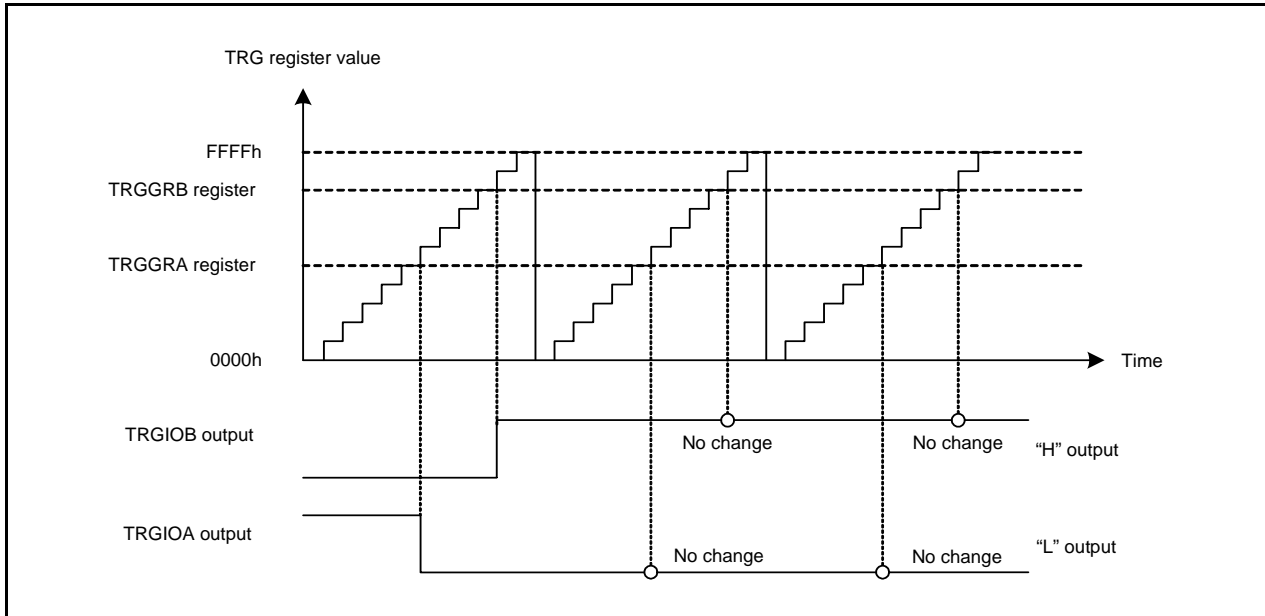 TRG register value
FFFFh
TRGGRB register
TRGGRA register
0000h
Time
TRGIOB output
No change
No change
“H” output
TRGIOA output
No change
No change
“L” output